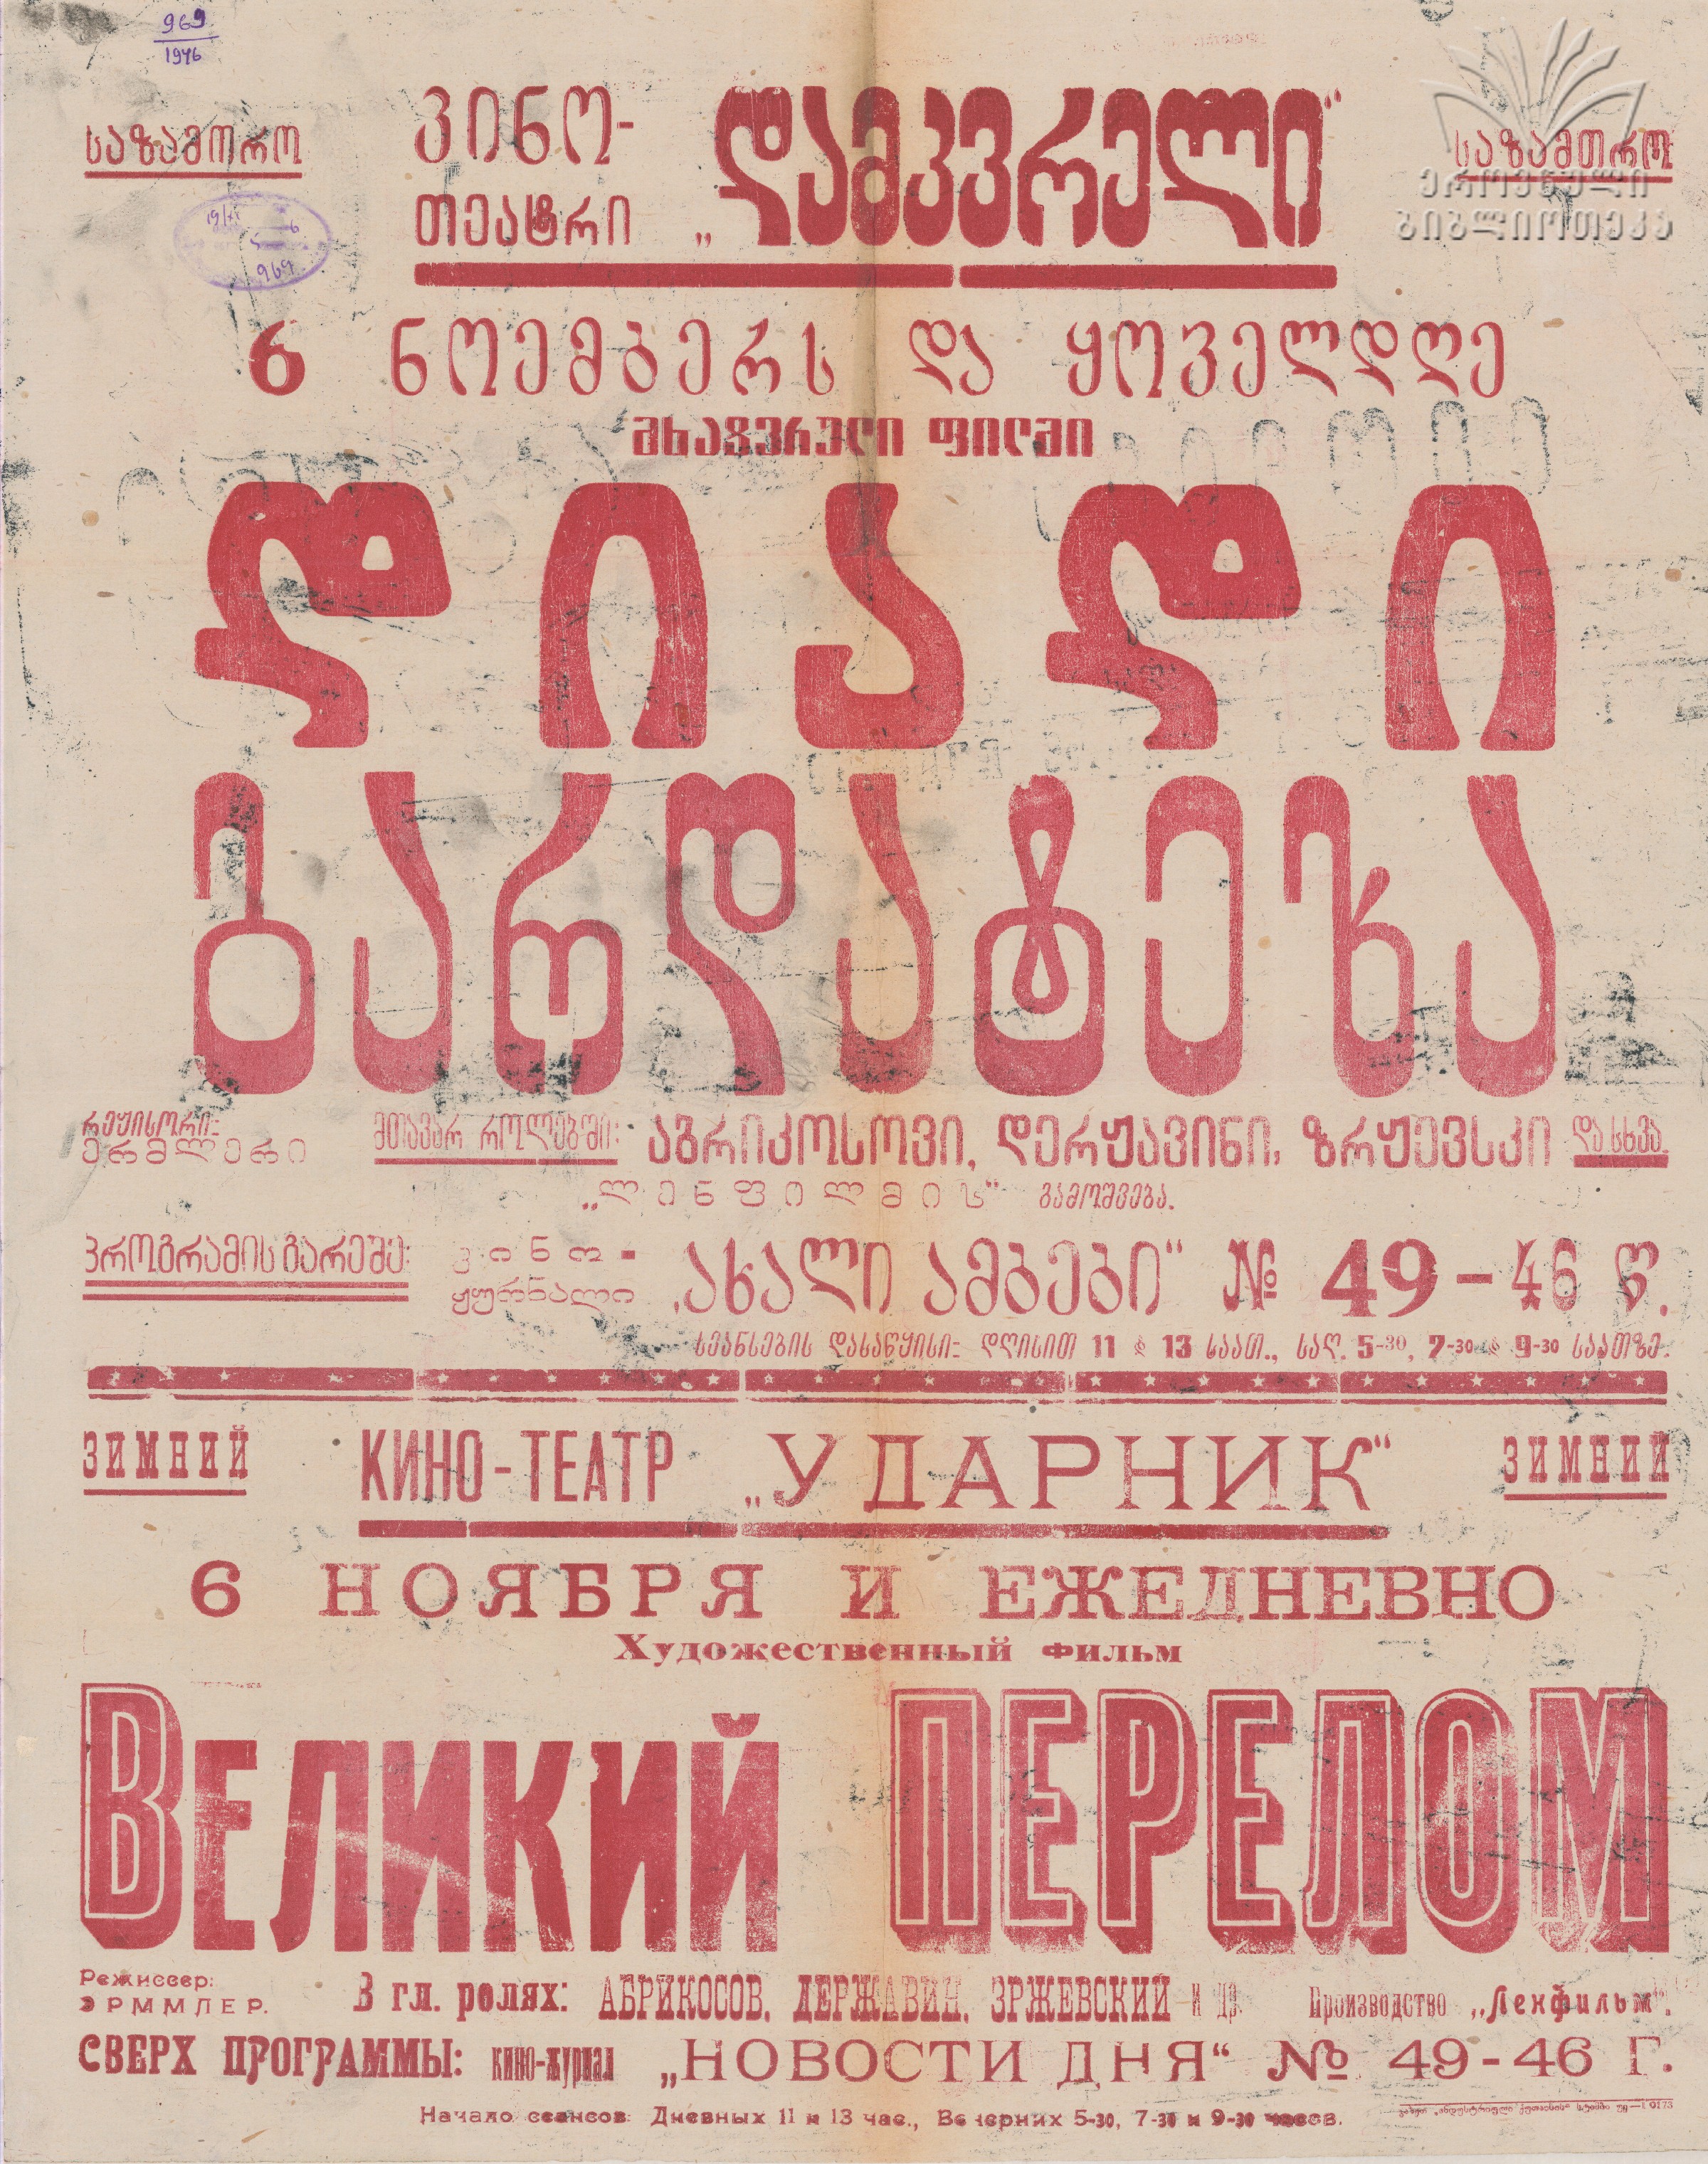 969
1946
საზამთრო
კინო-
თეატრი „დამკვრელი“
საზამთრო
ეროვნული
ბიბლიოთეკა
6 ნოემბერს და ყოველდღე
მხატვრული ფილმი
დიადი
გარდატეხა
რეჟისორი:
ერმლერი
მთავარ როლებში: აბრიკოსოვი, დერჟავინი, ზრჟევსკი და სხვა.
„ლენფილმის“ გამოშვება.
პროგრამის გარეშე: კინო-
ჟურნალი „ახალი ამბები“ № 49-46 წ.
სეანსების დასაწყისი: დღისით 11 და 13 საათ., საღ. 5-30, 7-30 და 9-30 საათზე.
ЗИМНИЙ КИНО-ТЕАТР „УДАРНИК“ ЗИМНИЙ
6 НОЯБРЯ И ЕЖЕДНЕВНО
Художественный Фильм
ВЕЛИКИЙ ПЕРЕЛОМ
Режиссер:
ЭРММЛЕР.
В гл. ролях: АБРИКОСОВ, ДЕРЖАВИН, ЗРЖЕВСКИЙ и др. Производство „Ленфильм“.
СВЕРХ ПРОГРАММЫ: кино-журнал „НОВОСТИ ДНЯ“ № 49-46 Г.
Начало сеансов: Дневных 11 и 13 час., Вечерних 5-30, 7-30 и 9-30 часов.